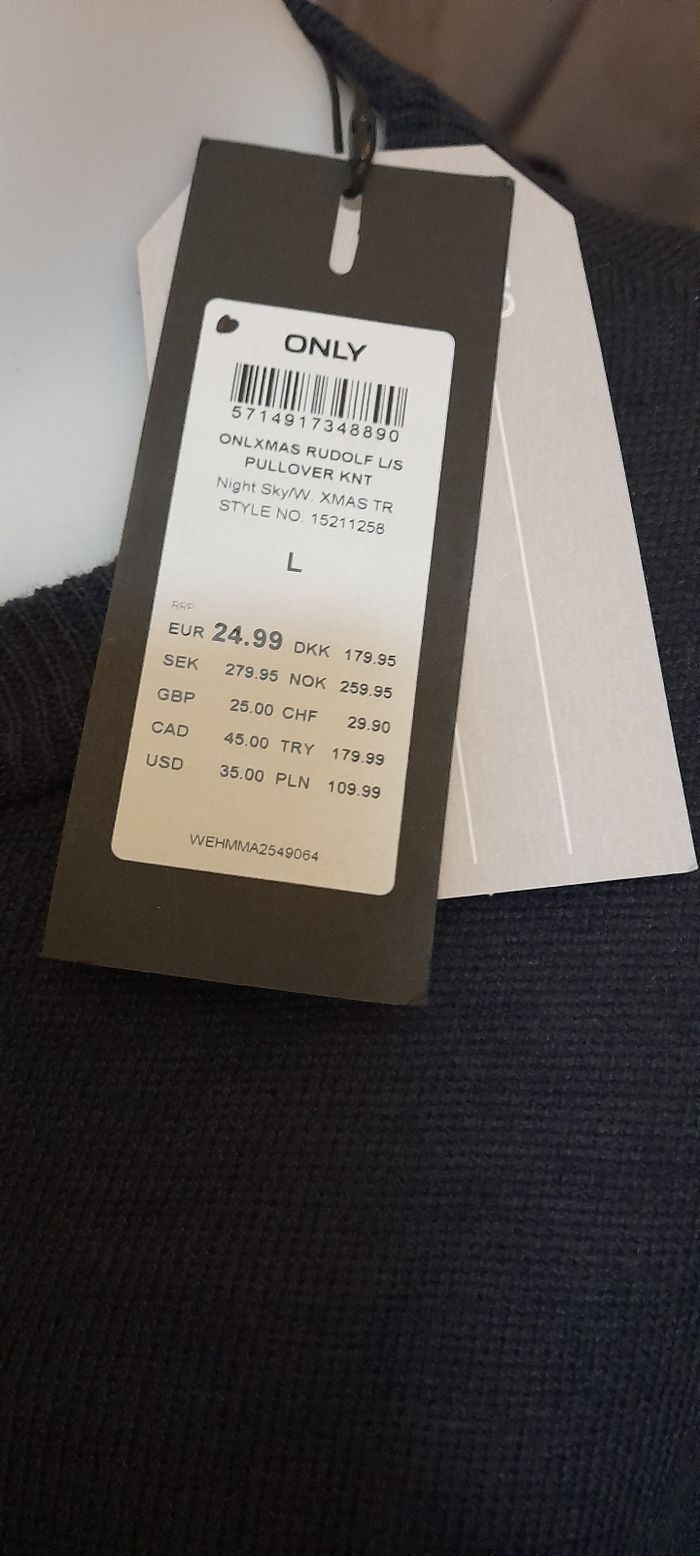 ONLY
5714917348890
ONLXMAS RUDOLF L/S
PULLOVER KNT
Night Sky/W. XMAS TR
STYLE NO. 15211258
L
RRP
EUR 24.99 DKK 179.95
SEK 279.95 NOK 259.95
GBP 25.00 CHF 29.90
CAD 45.00 TRY 179.99
USD 35.00 PLN 109.99
WEHMMA2549064